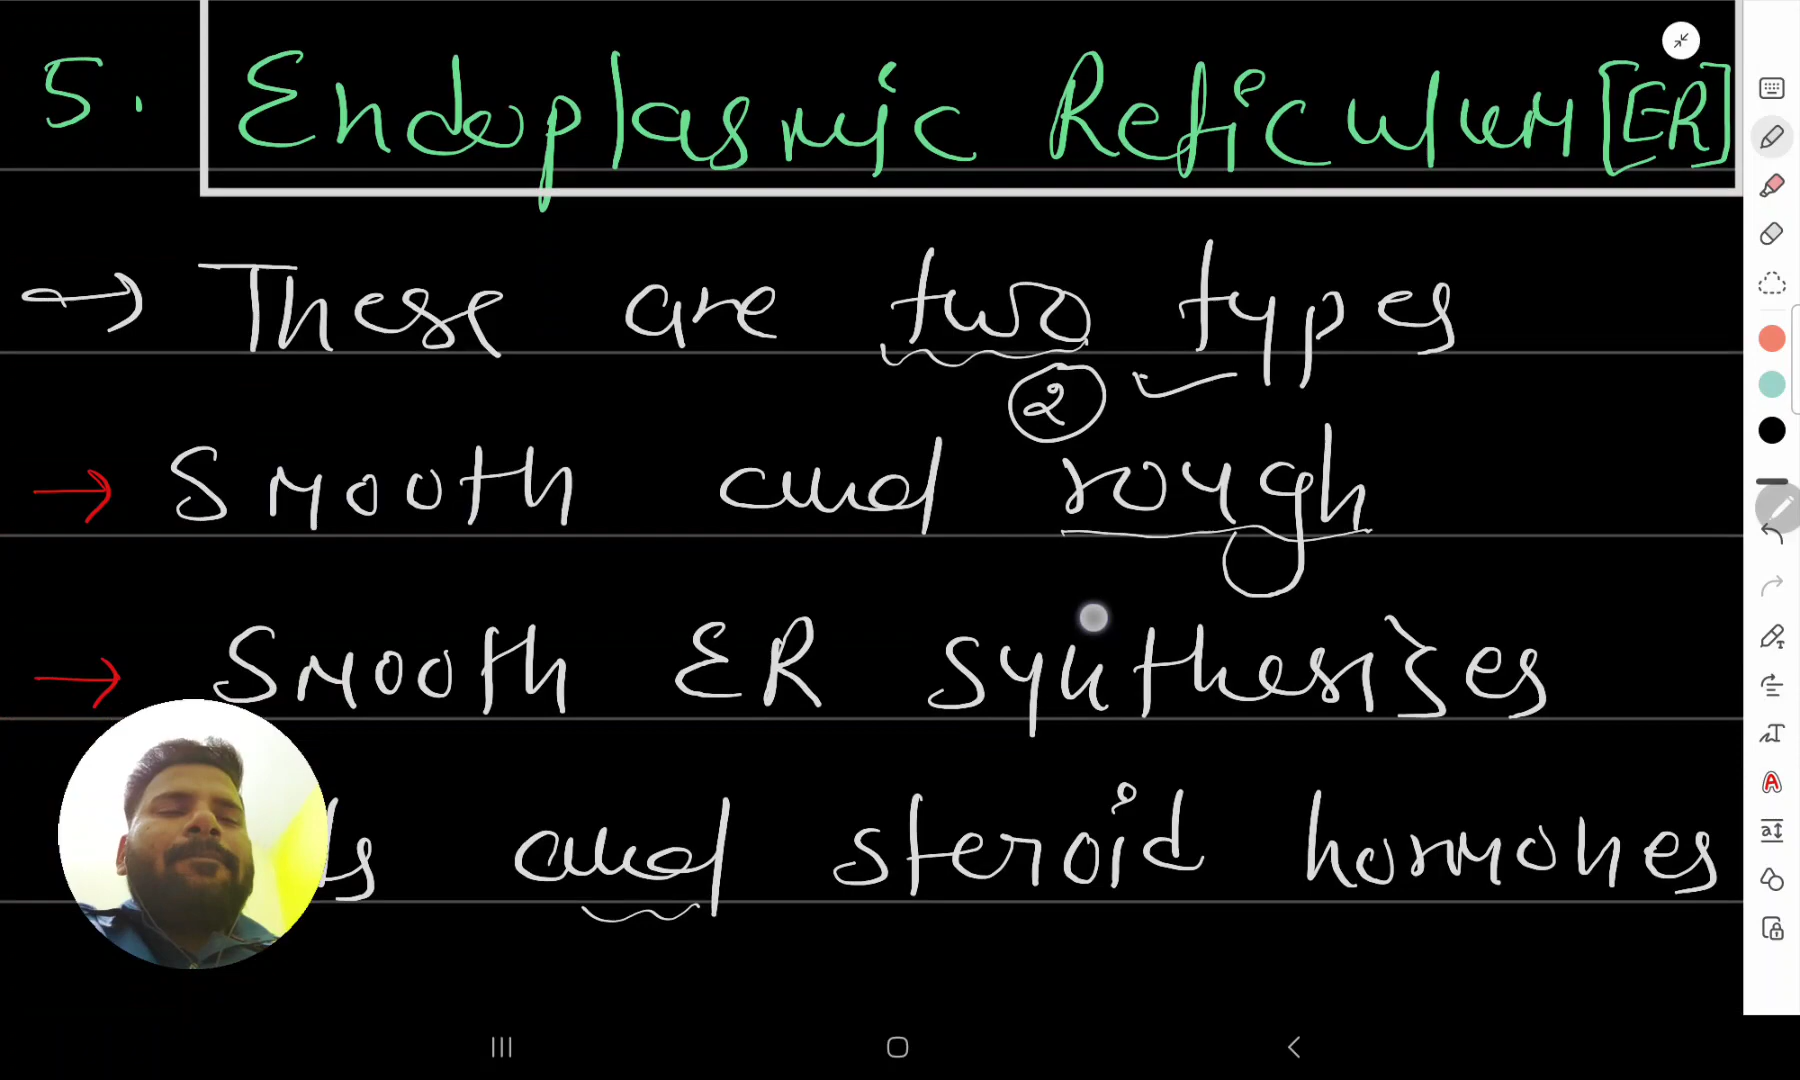 5. Endoplasmic Reticulum [ER]
→ These are two types
2
→ Smooth and rough
→ Smooth ER synthesizes
and steroid hormones